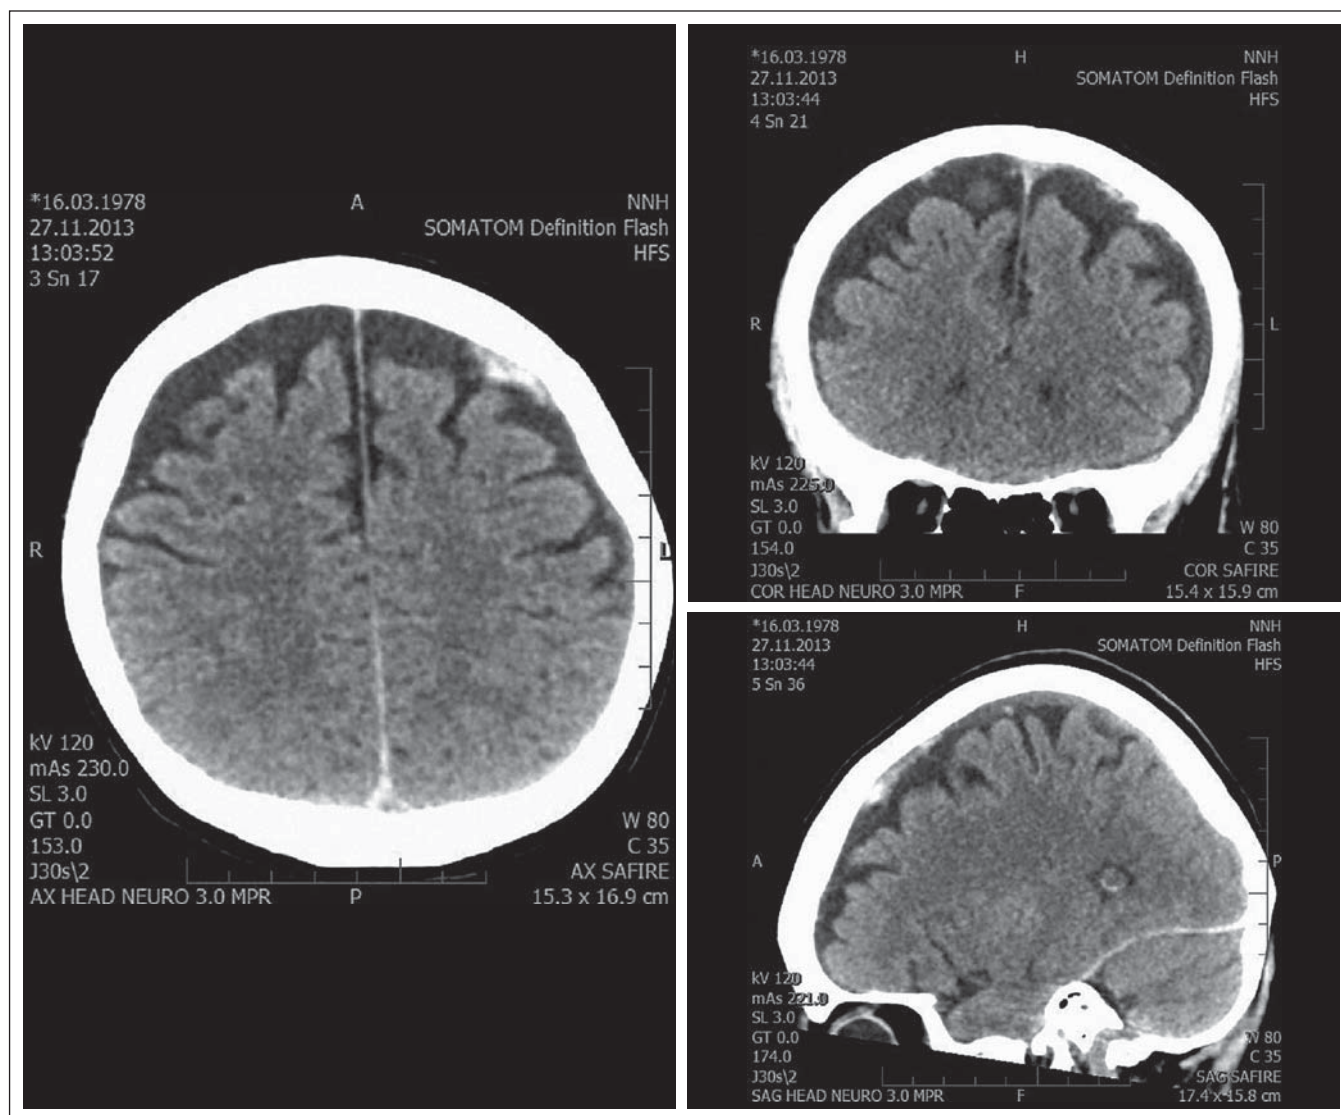 *16.03.1978
27.11.2013
13:03:52
3 Sn 17
A
NNH
SOMATOM Definition Flash
HFS
R
L
kV 120
mAs 230.0
SL 3.0
GT 0.0
153.0
J30s\2
AX HEAD NEURO 3.0 MPR
P
W 80
C 35
AX SAFIRE
15.3 x 16.9 cm
*16.03.1978
27.11.2013
13:03:44
4 Sn 21
H
NNH
SOMATOM Definition Flash
HFS
R
L
kV 120
mAs 225.0
SL 3.0
GT 0.0
154.0
J30s\2
COR HEAD NEURO 3.0 MPR
F
W 80
C 35
COR SAFIRE
15.4 x 15.9 cm
*16.03.1978
27.11.2013
13:03:44
5 Sn 36
H
NNH
SOMATOM Definition Flash
HFS
A
P
kV 120
mAs 221.0
SL 3.0
GT 0.0
174.0
J30s\2
SAG HEAD NEURO 3.0 MPR
F
W 80
C 35
SAG SAFIRE
17.4 x 15.8 cm